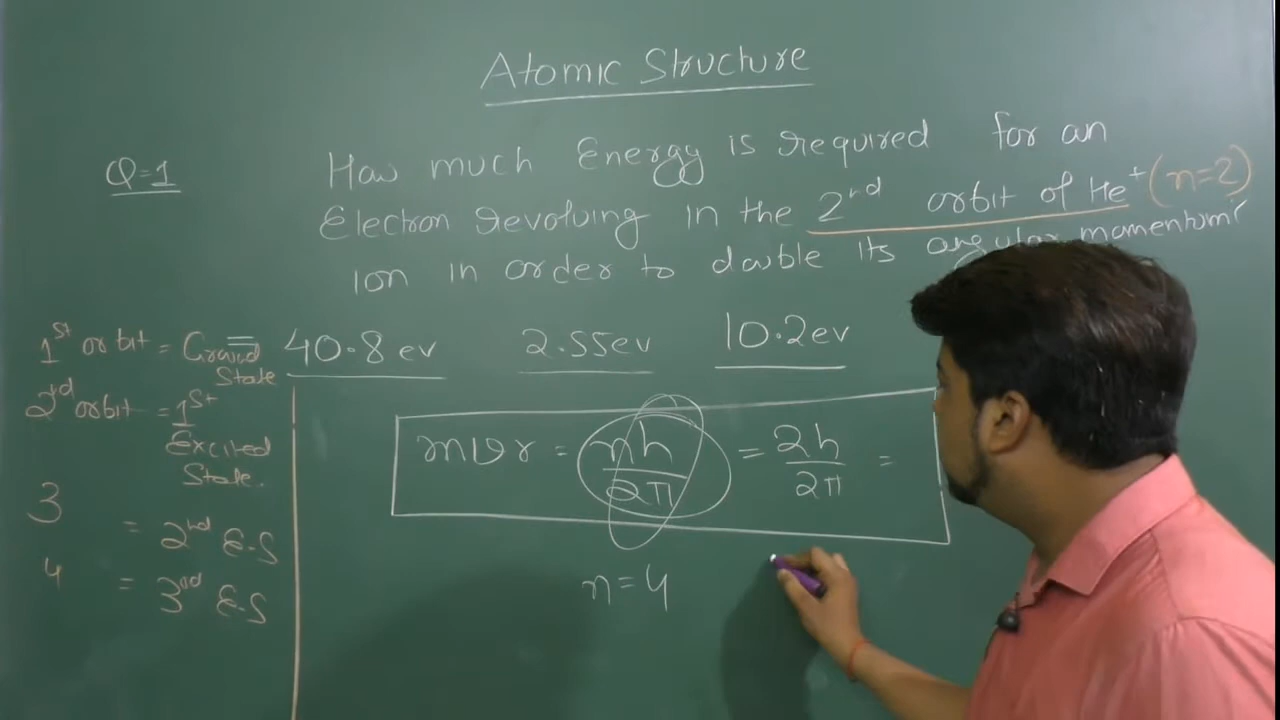 Atomic Structure
Q=1
How much Energy is required for an
Electron revolving in the 2nd orbit of He+ (n=2)
ion in order to double its angular momentum?
1st orbit = Ground State
2nd orbit = 1st Excited State.
3 = 2nd E.S
4 = 3rd E.S
40.8 ev 2.55ev 10.2ev
mvr = nh/2π = 2h/2π =
n=4